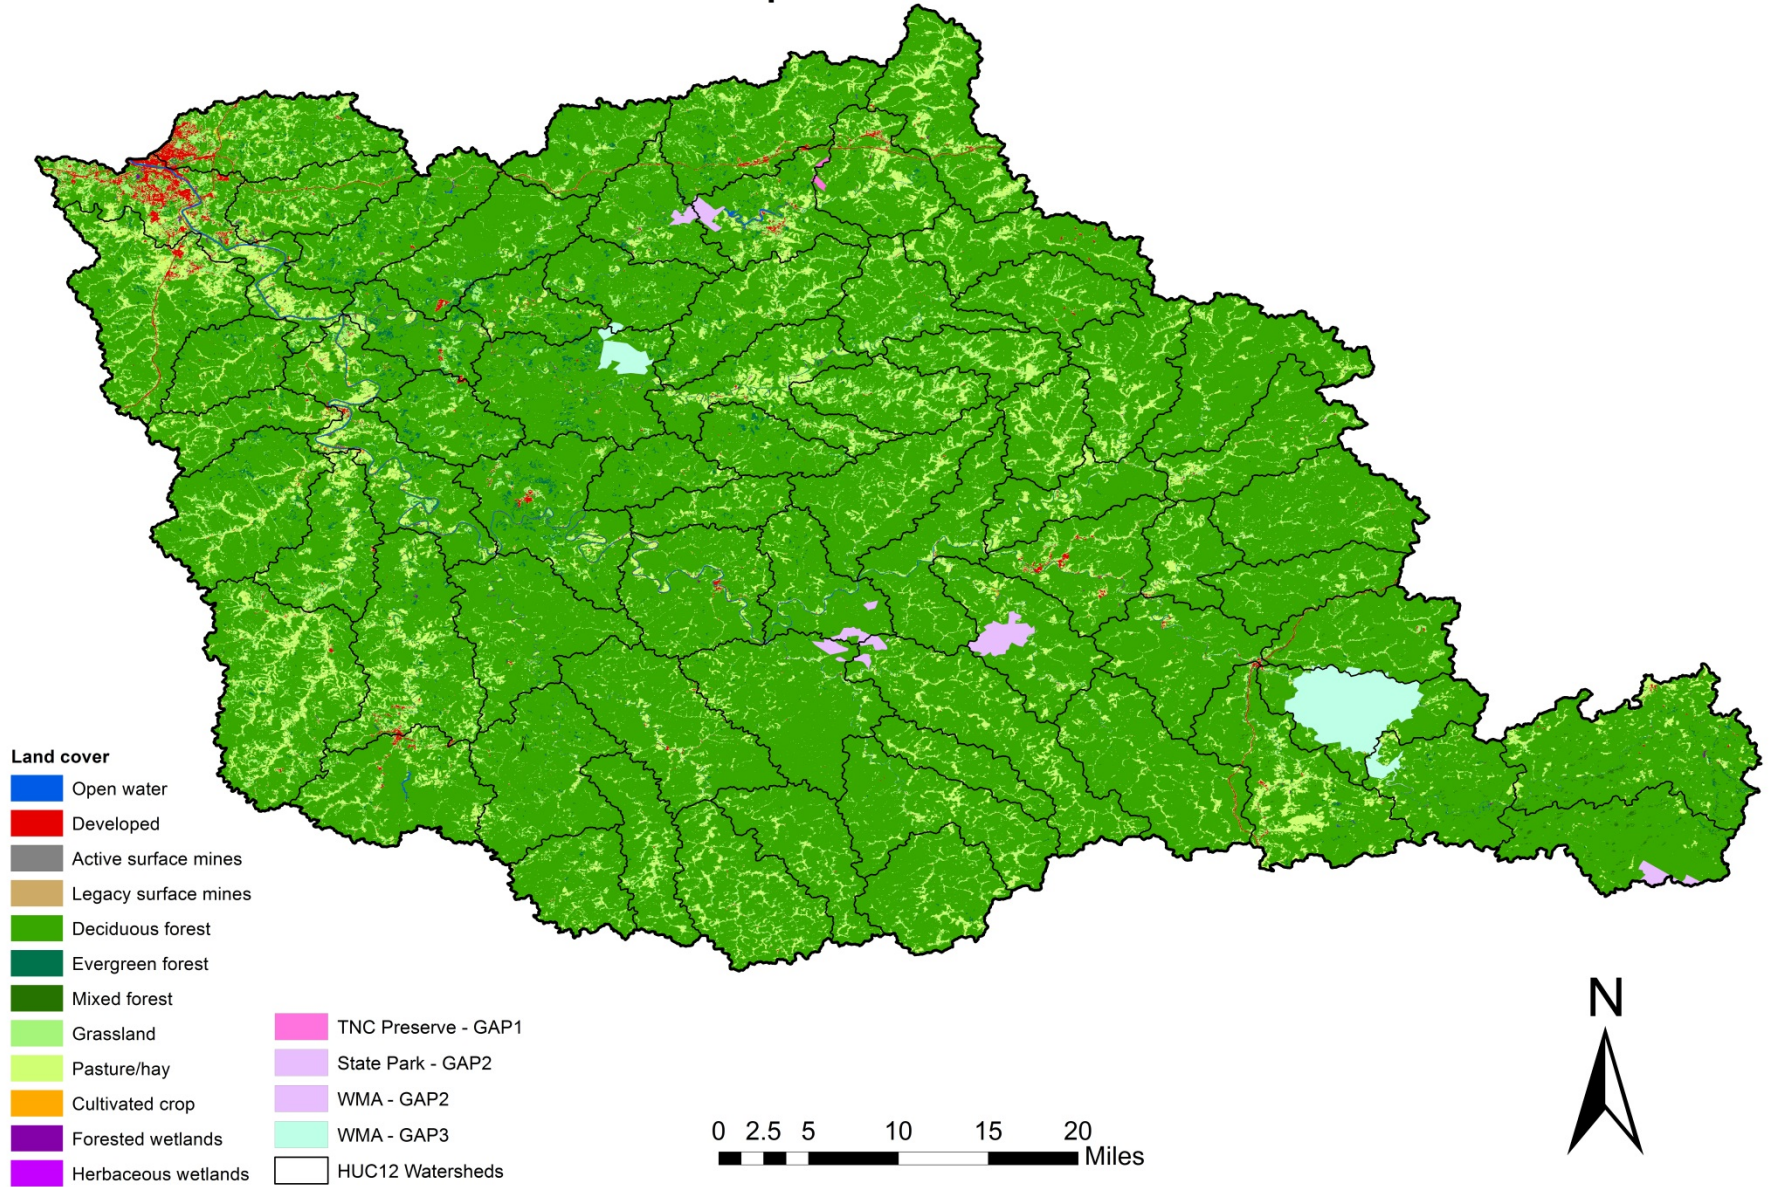 Land cover
Open water
Developed
Active surface mines
Legacy surface mines
Deciduous forest
Evergreen forest
Mixed forest
Grassland
Pasture/hay
Cultivated crop
Forested wetlands
Herbaceous wetlands
TNC Preserve - GAP1
State Park - GAP2
WMA - GAP2
WMA - GAP3
HUC12 Watersheds
0 2.5 5 10 15 20
Miles
N